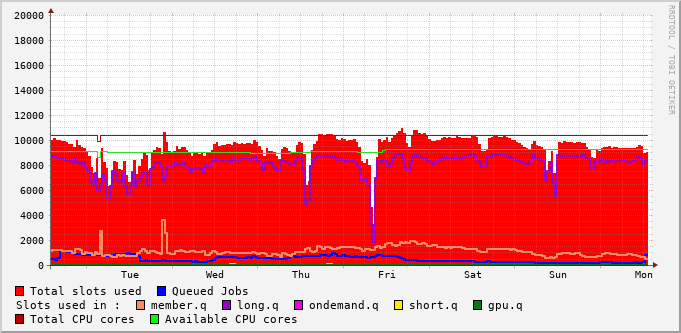 20000
18000
16000
14000
12000
10000
8000
6000
4000
2000
0
Tue Wed Thu Fri Sat Sun Mon
RRDTOOL / TOBI OETIKER
Total slots used Queued Jobs
Slots used in : member.q long.q ondemand.q short.q gpu.q
Total CPU cores Available CPU cores